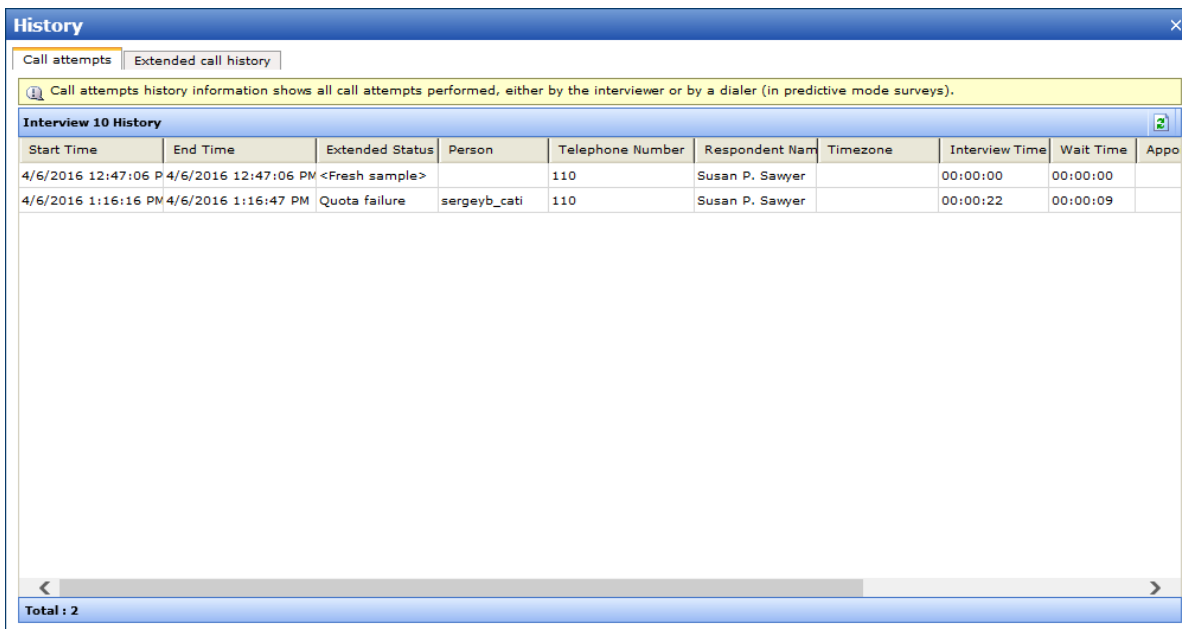 History
Call attempts Extended call history
Call attempts history information shows all call attempts performed, either by the interviewer or by a dialer (in predictive mode surveys).
Interview 10 History
Start Time End Time Extended Status Person Telephone Number Respondent Nam Timezone Interview Time Wait Time Appo
4/6/2016 12:47:06 P 4/6/2016 12:47:06 PM <Fresh sample> 110 Susan P. Sawyer 00:00:00 00:00:00
4/6/2016 1:16:16 PM 4/6/2016 1:16:47 PM Quota failure sergeyb_cati 110 Susan P. Sawyer 00:00:22 00:00:09
Total : 2